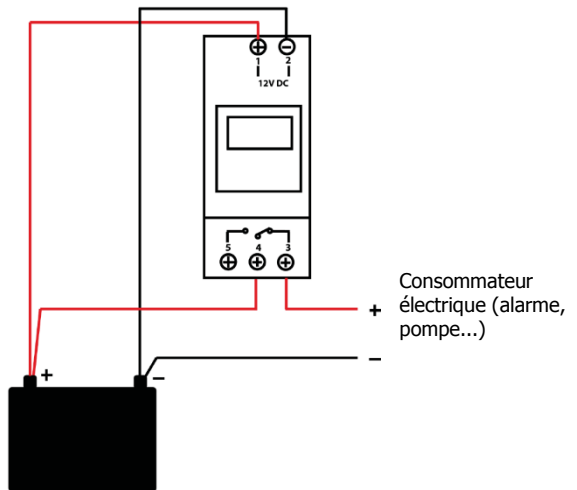 + −
1 2
12V DC
5 4 3
+ + +
Consommateur
électrique (alarme,
pompe...)
+
−
+ −